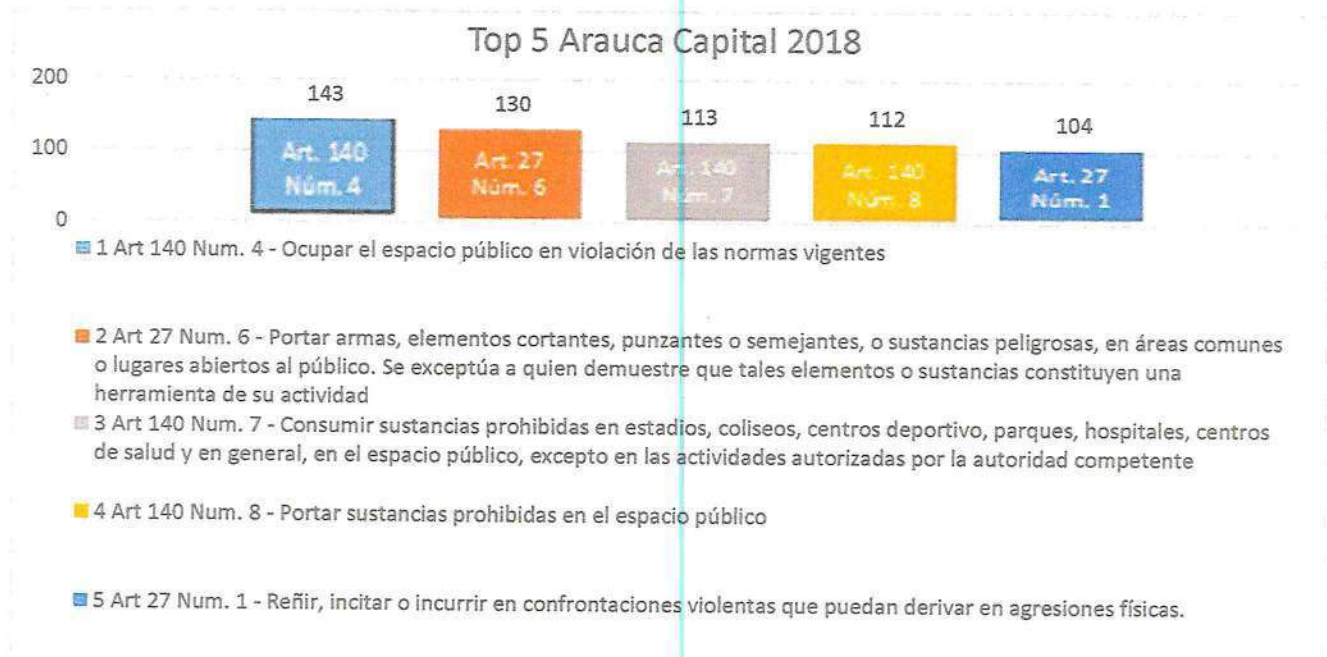 Top 5 Arauca Capital 2018
200
143
130
113
112
104
100
Art. 140
Núm. 4
Art. 27
Núm. 6
Art. 140
Núm. 7
Art. 140
Núm. 8
Art. 27
Núm. 1
0
1 Art 140 Num. 4 - Ocupar el espacio público en violación de las normas vigentes
2 Art 27 Num. 6 - Portar armas, elementos cortantes, punzantes o semejantes, o sustancias peligrosas, en áreas comunes
o lugares abiertos al público. Se exceptúa a quien demuestre que tales elementos o sustancias constituyen una
herramienta de su actividad
3 Art 140 Num. 7 - Consumir sustancias prohibidas en estadios, coliseos, centros deportivo, parques, hospitales, centros
de salud y en general, en el espacio público, excepto en las actividades autorizadas por la autoridad competente
4 Art 140 Num. 8 - Portar sustancias prohibidas en el espacio público
5 Art 27 Num. 1 - Reñir, incitar o incurrir en confrontaciones violentas que puedan derivar en agresiones físicas.